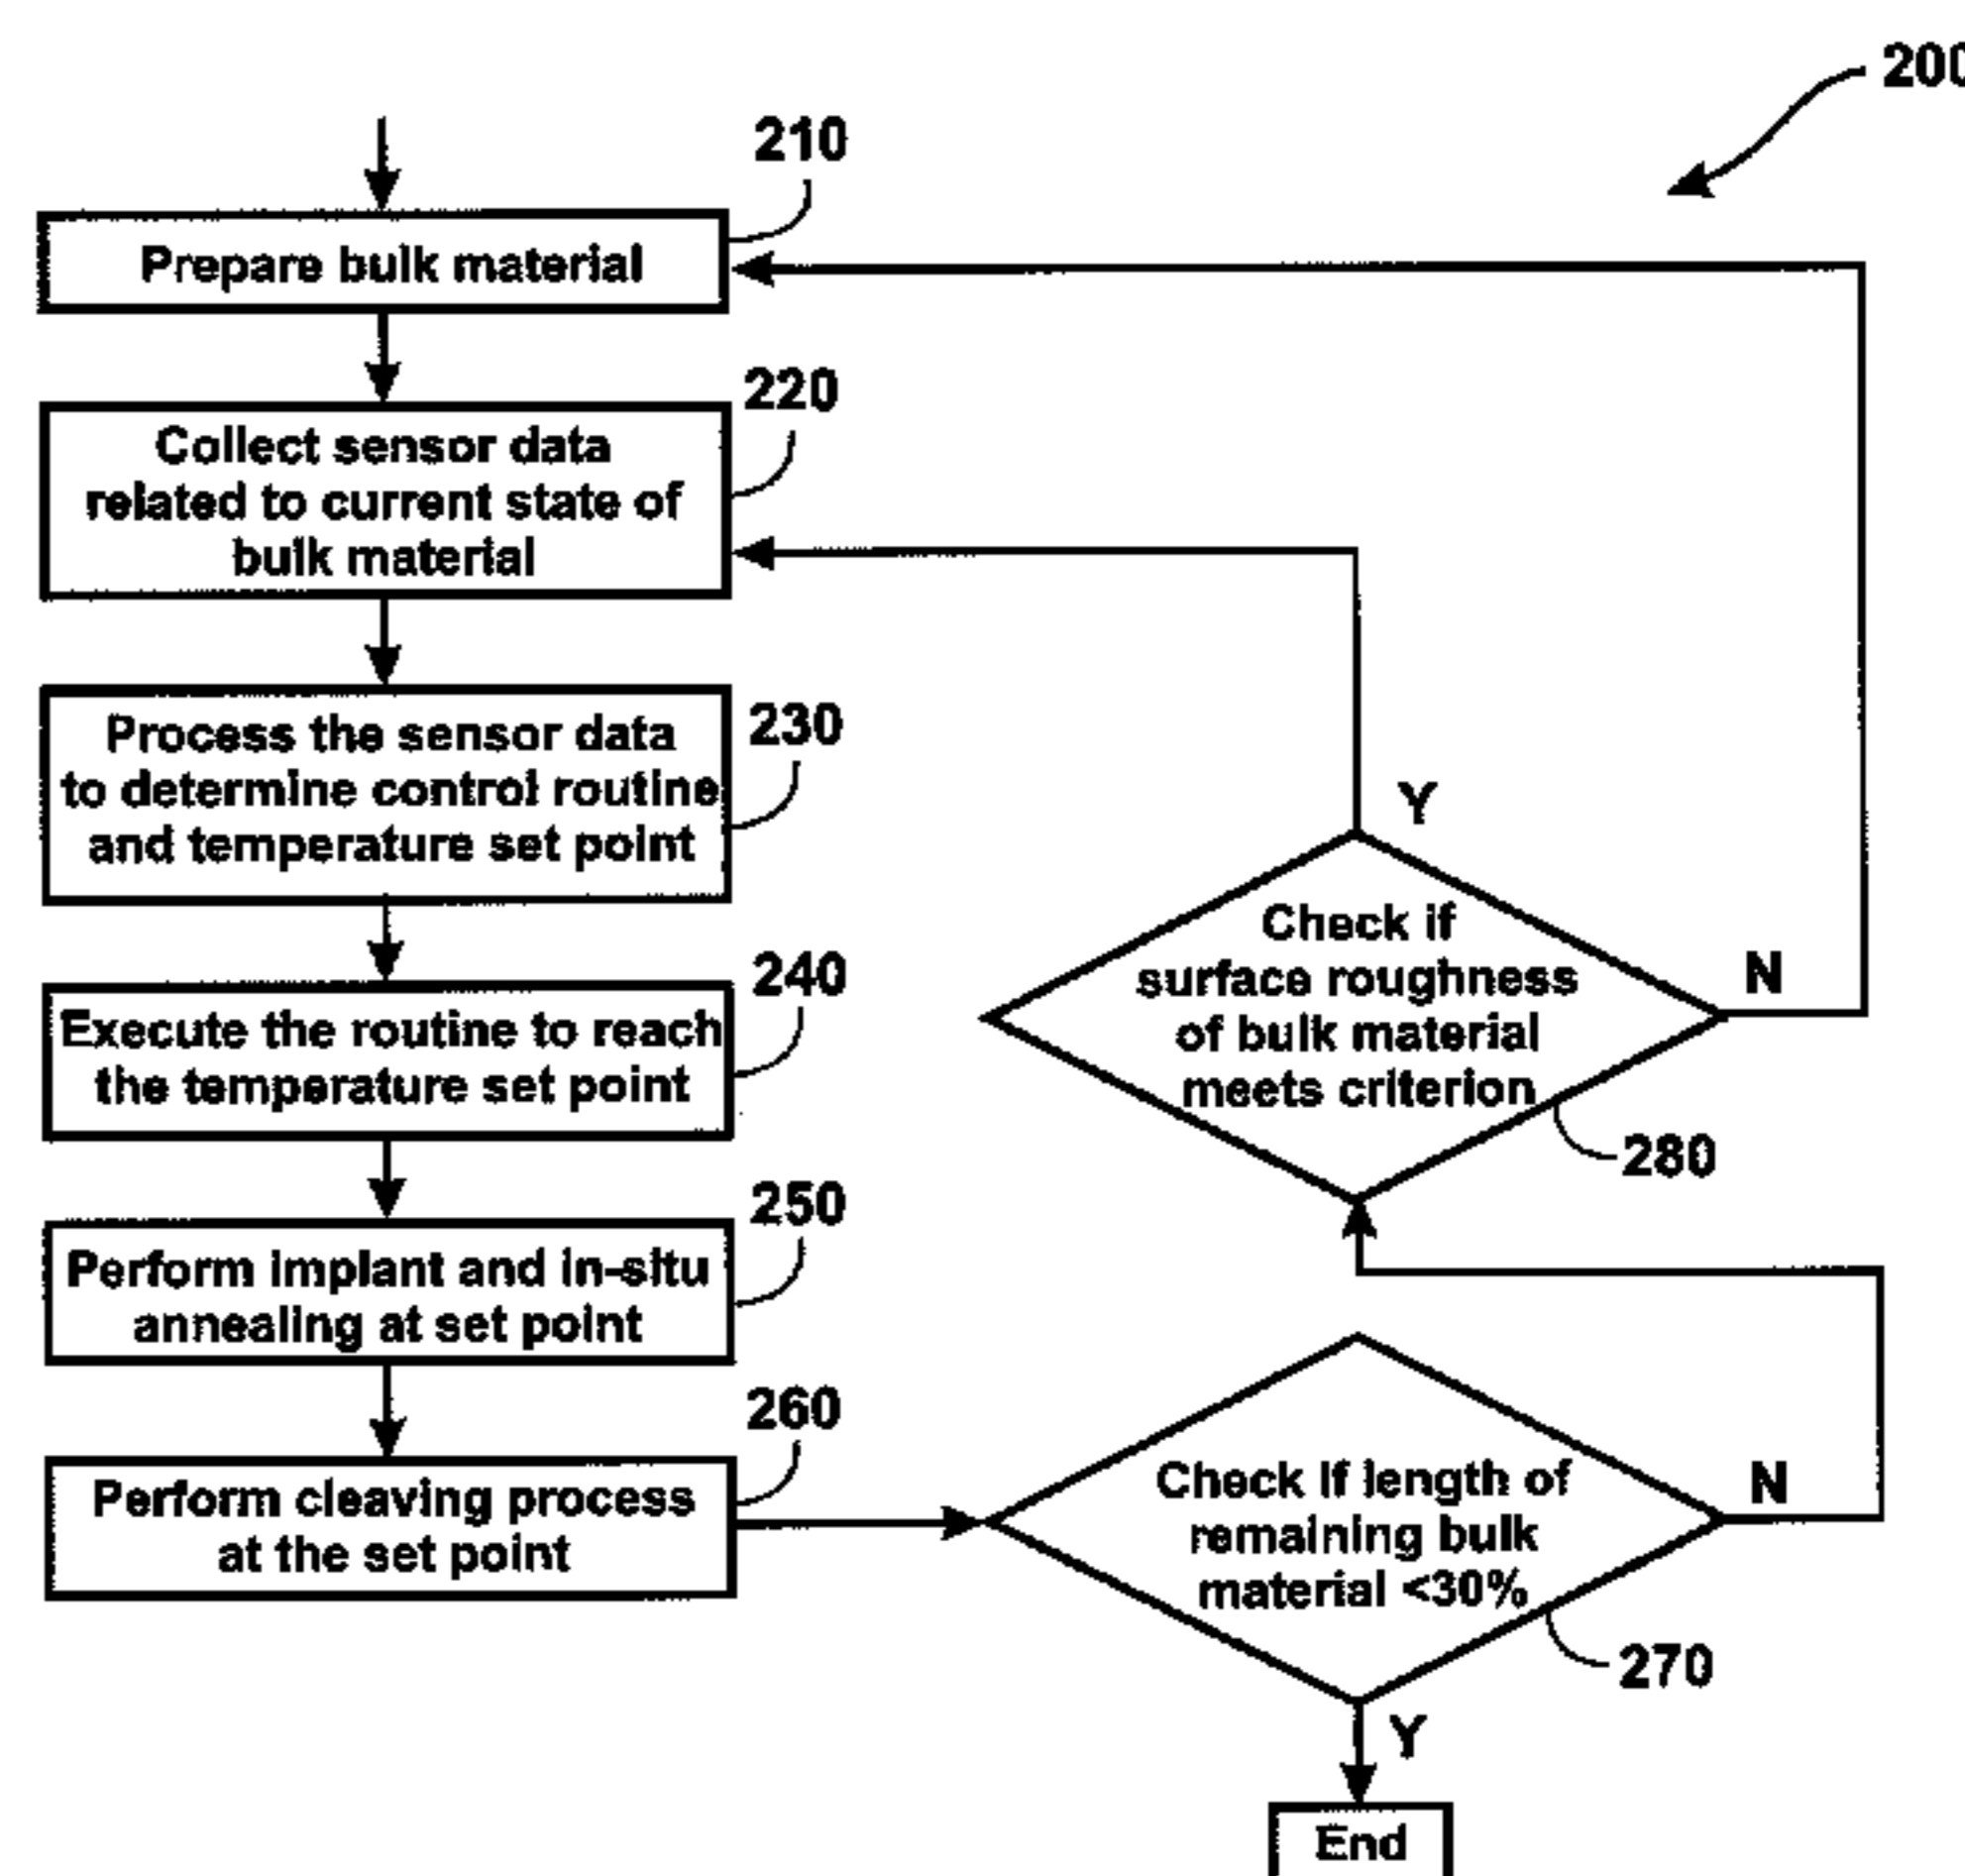 200
210
Prepare bulk material
220
Collect sensor data
related to current state of
bulk material
230
Process the sensor data
to determine control routine
and temperature set point
240
Execute the routine to reach
the temperature set point
250
Perform implant and in-situ
annealing at set point
260
Perform cleaving process
at the set point
Y
Check if
surface roughness
of bulk material
meets criterion
N
280
Check if length of
remaining bulk
material <30%
N
270
Y
End